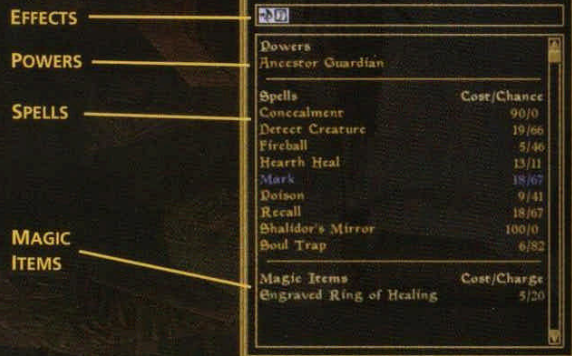 EFFECTS
POWERS
SPELLS
MAGIC
ITEMS
Powers
Ancestor Guardian
Spells Cost/Chance
Concealment 90/0
Detect Creature 19/66
Fireball 5/46
Hearth Heal 13/11
Mark 18/67
Poison 9/41
Recall 18/67
Shalidor's Mirror 100/0
Soul Trap 6/82
Magic Items Cost/Charge
Engraved Ring of Healing 5/20